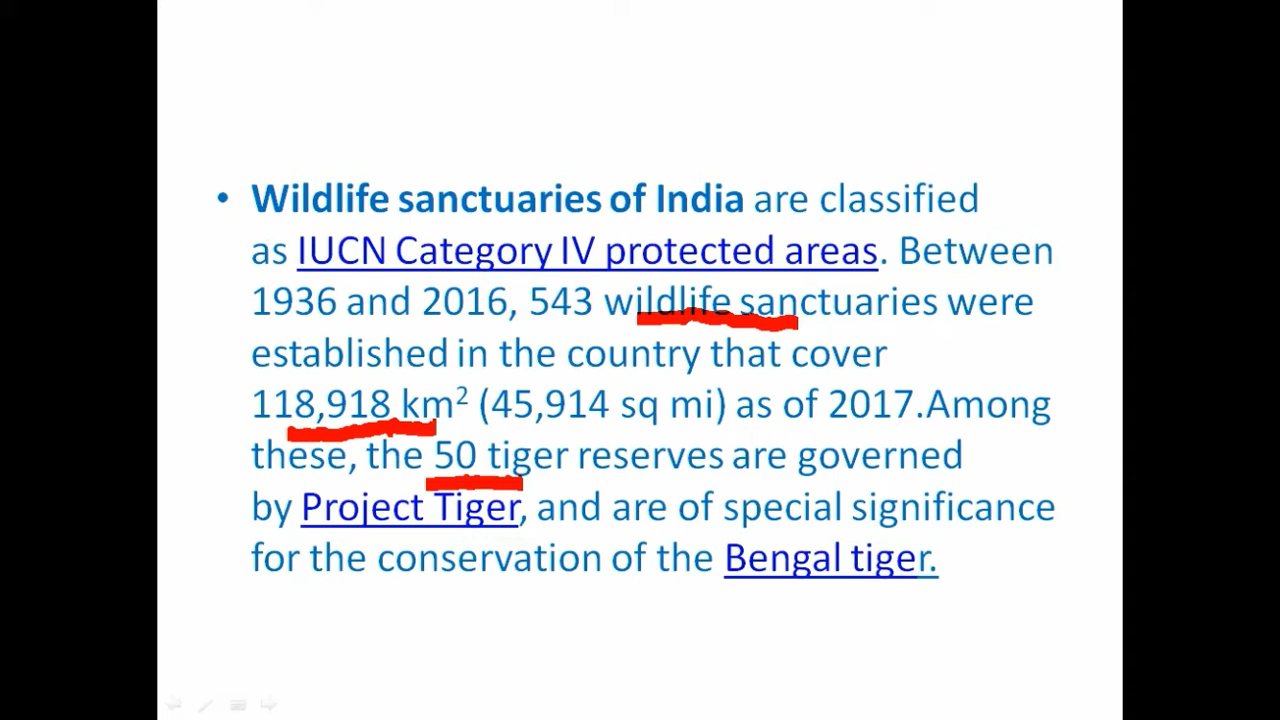 • Wildlife sanctuaries of India are classified
as IUCN Category IV protected areas. Between
1936 and 2016, 543 wildlife sanctuaries were
established in the country that cover
118,918 km² (45,914 sq mi) as of 2017.Among
these, the 50 tiger reserves are governed
by Project Tiger, and are of special significance
for the conservation of the Bengal tiger.